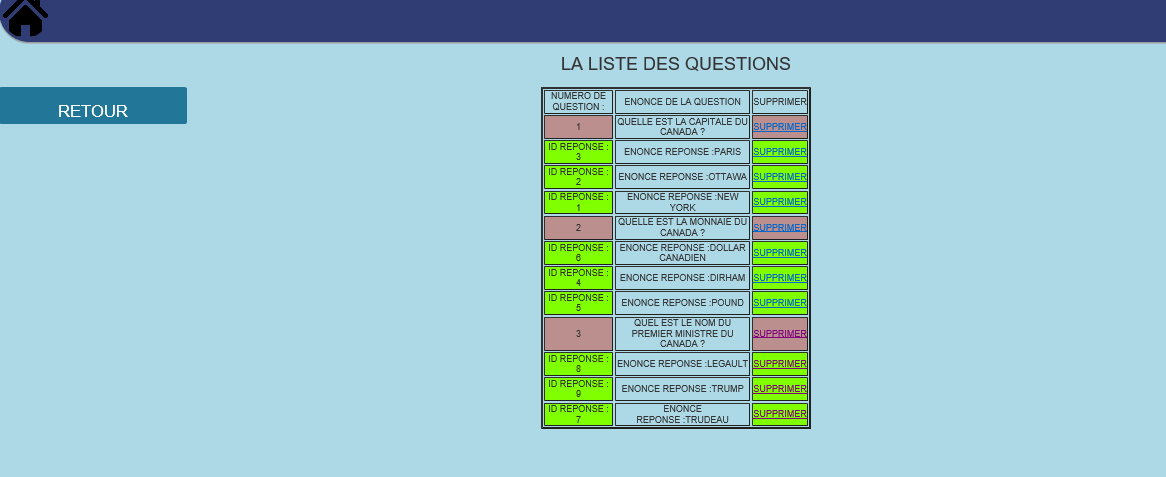 LA LISTE DES QUESTIONS
RETOUR
NUMERO DE
QUESTION :
ENONCE DE LA QUESTION
SUPPRIMER
1
QUELLE EST LA CAPITALE DU
CANADA ?
SUPPRIMER
ID REPONSE :
3
ENONCE REPONSE :PARIS
SUPPRIMER
ID REPONSE :
2
ENONCE REPONSE :OTTAWA
SUPPRIMER
ID REPONSE :
1
ENONCE REPONSE :NEW
YORK
SUPPRIMER
2
QUELLE EST LA MONNAIE DU
CANADA ?
SUPPRIMER
ID REPONSE :
6
ENONCE REPONSE :DOLLAR
CANADIEN
SUPPRIMER
ID REPONSE :
4
ENONCE REPONSE :DIRHAM
SUPPRIMER
ID REPONSE :
5
ENONCE REPONSE :POUND
SUPPRIMER
3
QUEL EST LE NOM DU
PREMIER MINISTRE DU
CANADA ?
SUPPRIMER
ID REPONSE :
8
ENONCE REPONSE :LEGAULT
SUPPRIMER
ID REPONSE :
9
ENONCE REPONSE :TRUMP
SUPPRIMER
ID REPONSE :
7
ENONCE
REPONSE :TRUDEAU
SUPPRIMER